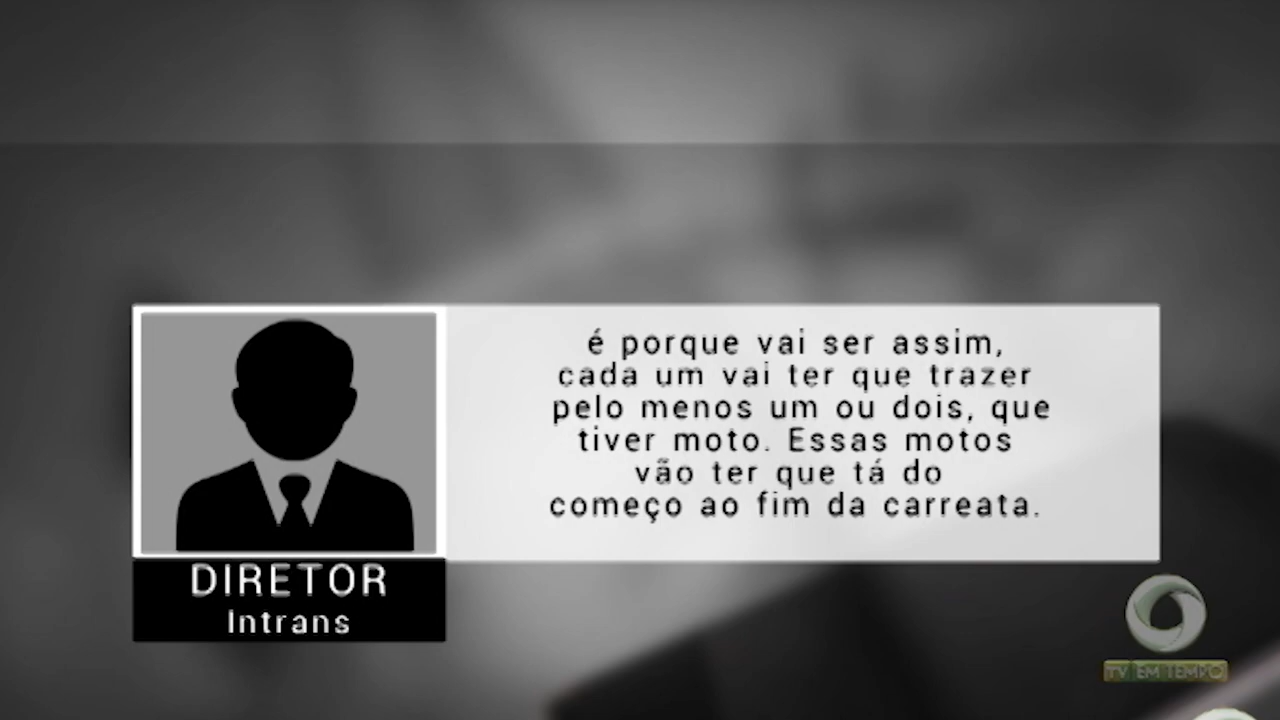 é porque vai ser assim,
cada um vai ter que trazer
pelo menos um ou dois, que
tiver moto. Essas motos
vão ter que tá do
começo ao fim da carreata.
DIRETOR
Intrans
TV EM TEMPO